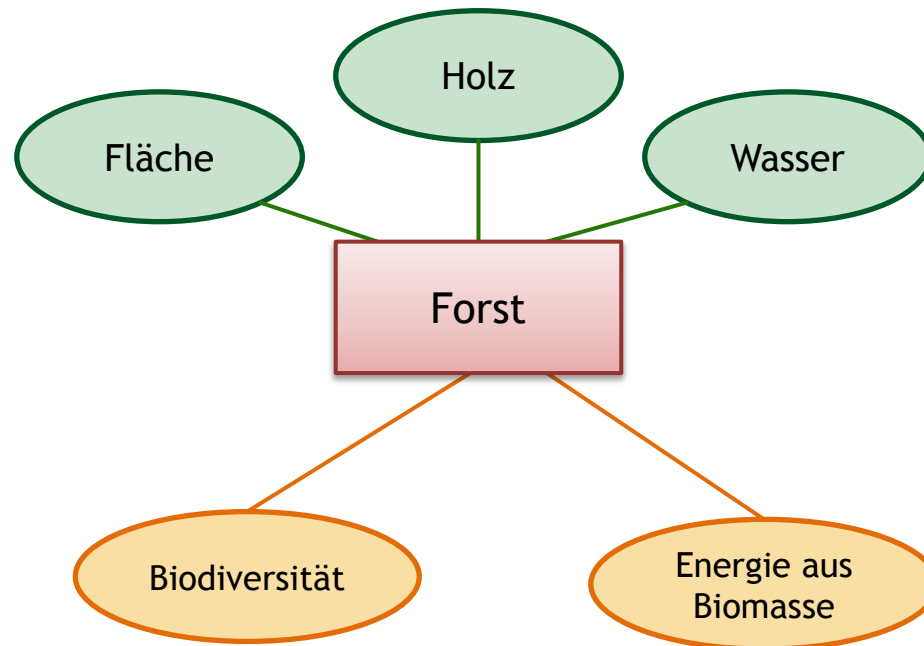 Holz
Fläche
Wasser
Forst
Biodiversität
Energie aus
Biomasse